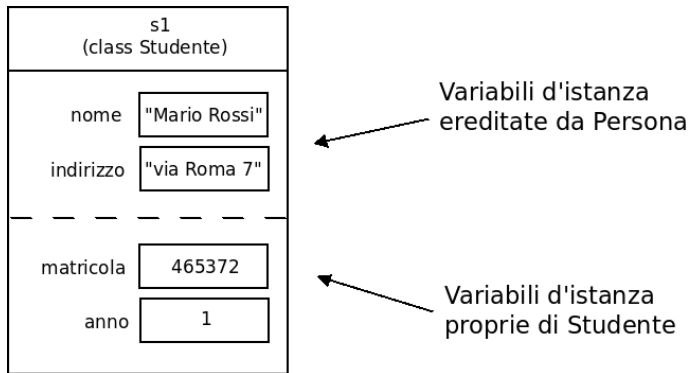 s1
(class Studente)
nome "Mario Rossi"
indirizzo "via Roma 7"
Variabili d'istanza
ereditate da Persona
matricola 465372
anno 1
Variabili d'istanza
proprie di Studente